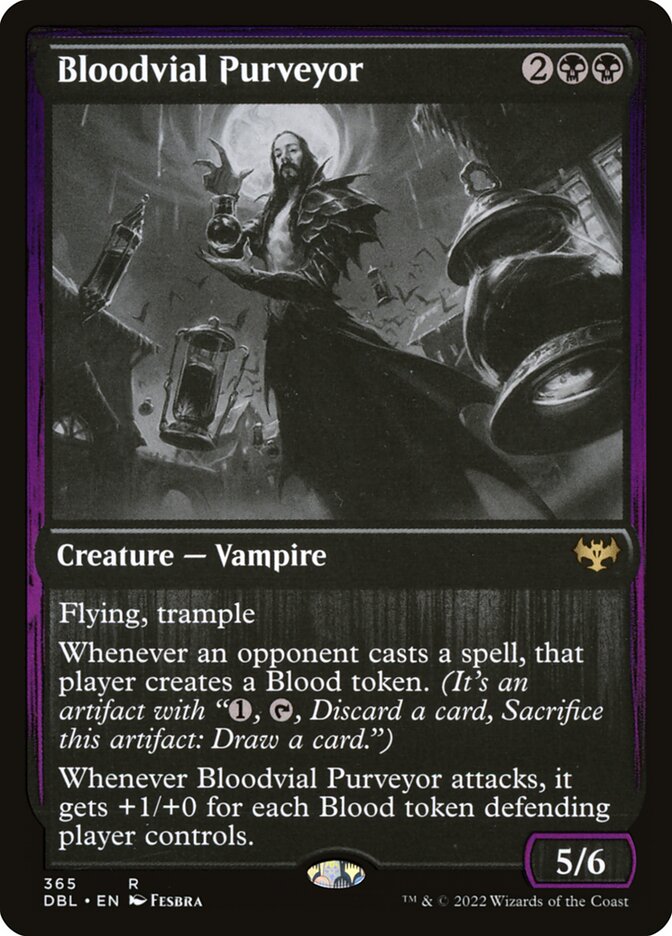 Bloodvial Purveyor 2
Creature — Vampire
Flying, trample
Whenever an opponent casts a spell, that
player creates a Blood token. (It's an
artifact with “1, , Discard a card, Sacrifice
this artifact: Draw a card.”)
Whenever Bloodvial Purveyor attacks, it
gets +1/+0 for each Blood token defending
player controls.
5/6
365 R
DBL • EN Fesbra
™ & © 2022 Wizards of the Coast